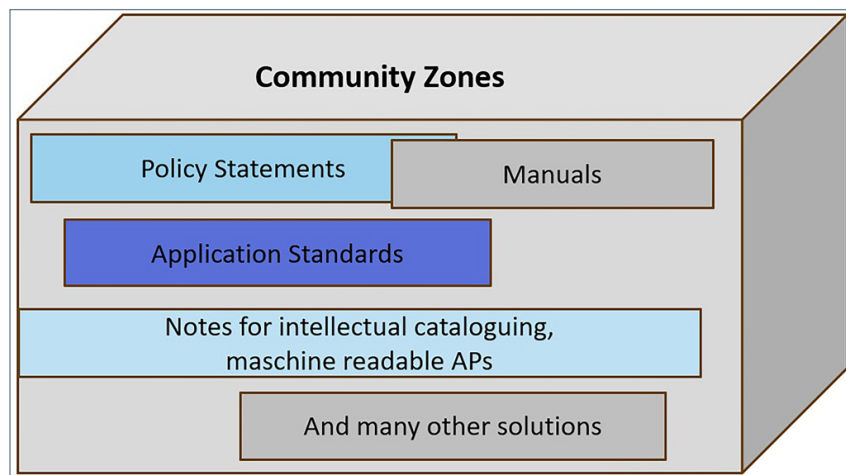 Community Zones
Policy Statements
Manuals
Application Standards
Notes for intellectual cataloguing,
maschine readable APs
And many other solutions